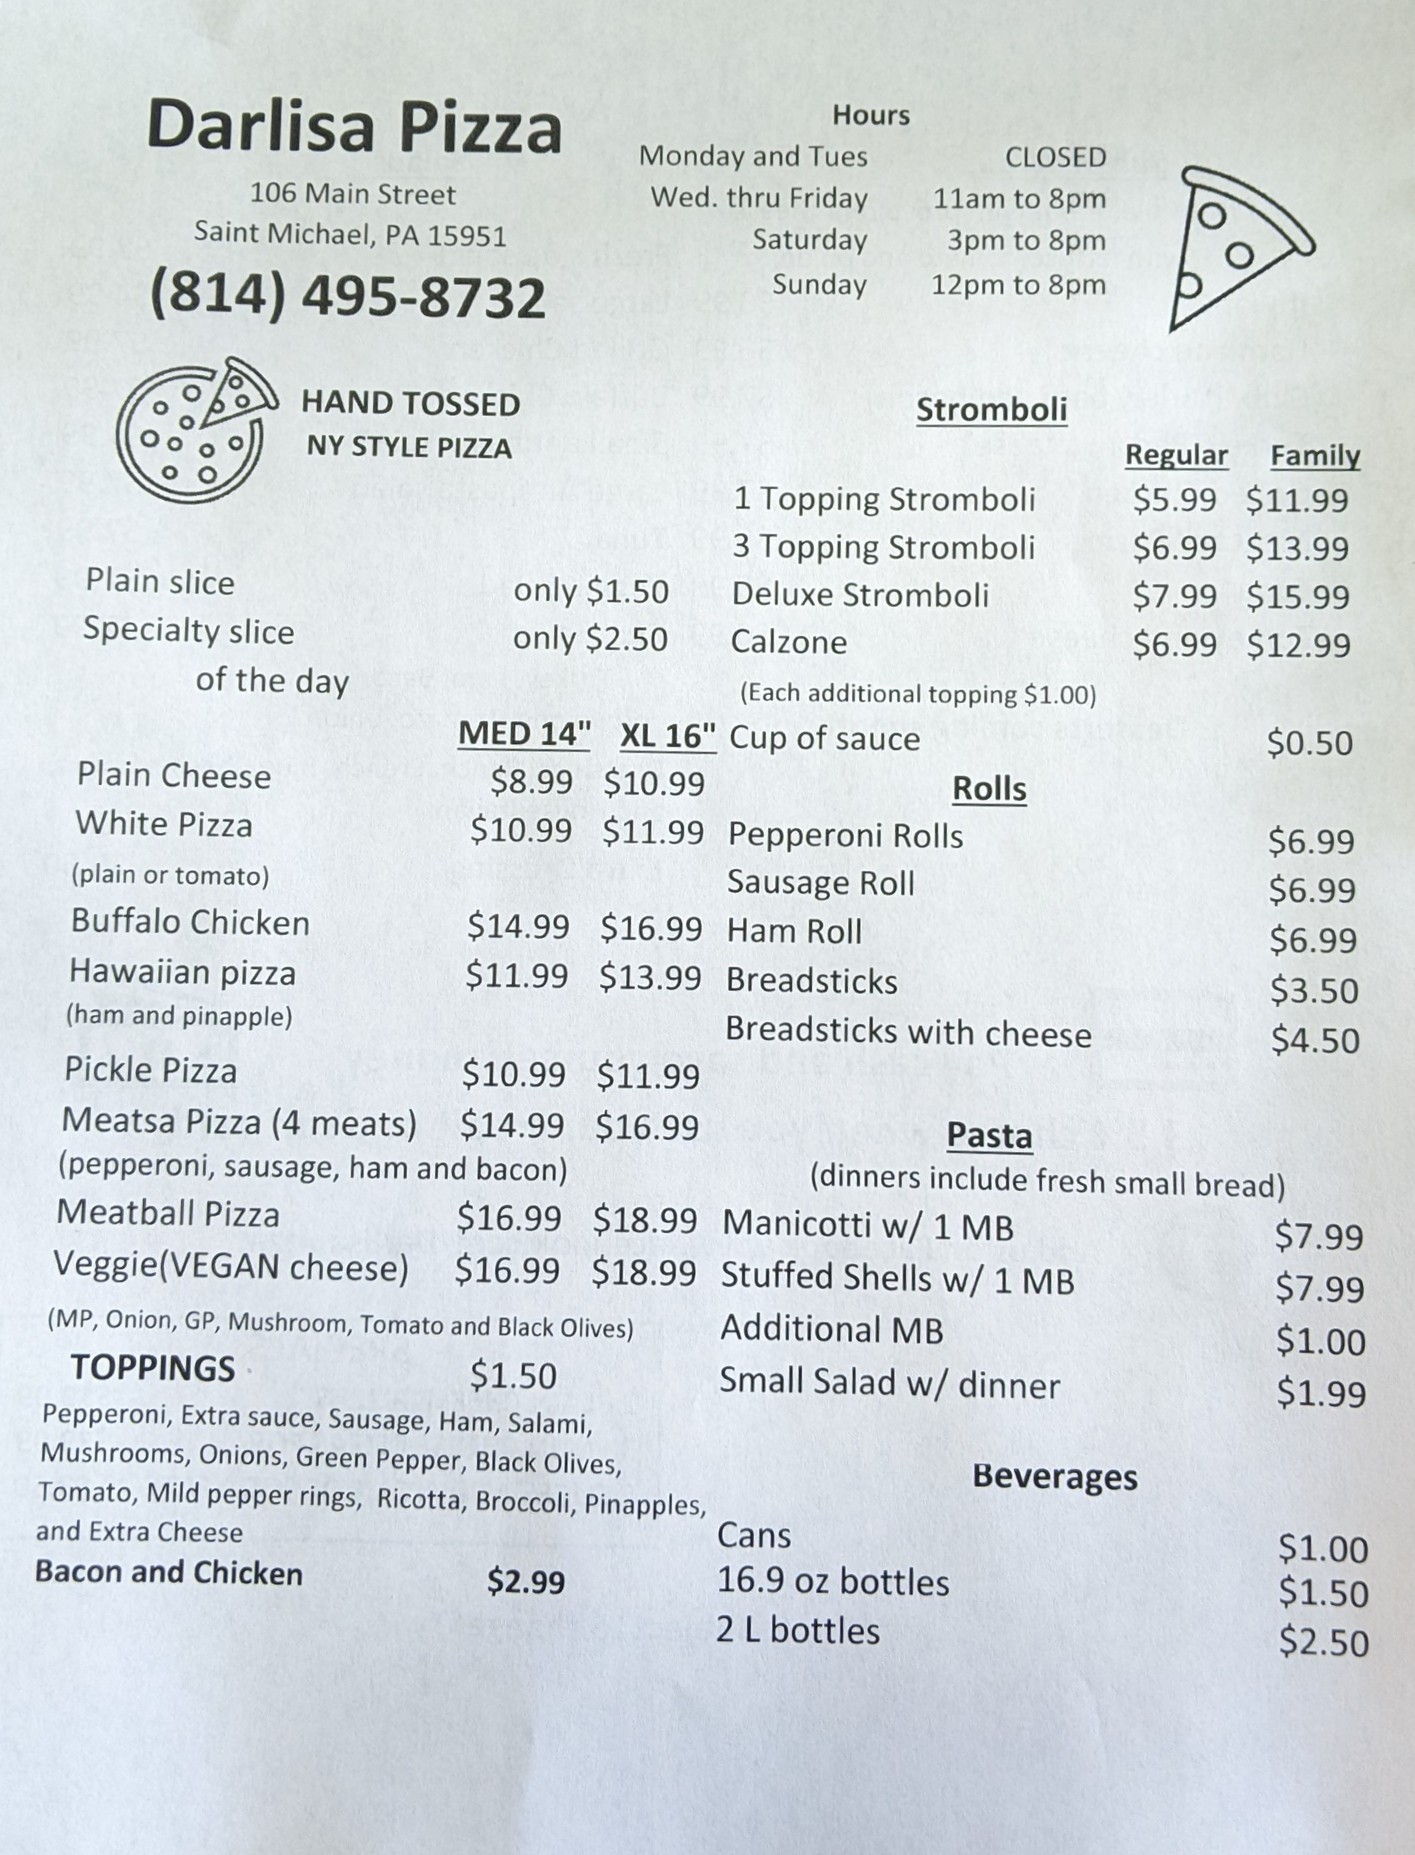 Darlisa Pizza
106 Main Street
Saint Michael, PA 15951
(814) 495-8732
Hours
Monday and Tues CLOSED
Wed. thru Friday 11am to 8pm
Saturday 3pm to 8pm
Sunday 12pm to 8pm
HAND TOSSED
NY STYLE PIZZA
Plain slice only $1.50
Specialty slice only $2.50
of the day
MED 14" XL 16"
Plain Cheese $8.99 $10.99
White Pizza $10.99 $11.99
(plain or tomato)
Buffalo Chicken $14.99 $16.99
Hawaiian pizza $11.99 $13.99
(ham and pinapple)
Pickle Pizza $10.99 $11.99
Meatsa Pizza (4 meats) $14.99 $16.99
(pepperoni, sausage, ham and bacon)
Meatball Pizza $16.99 $18.99
Veggie(VEGAN cheese) $16.99 $18.99
(MP, Onion, GP, Mushroom, Tomato and Black Olives)
TOPPINGS $1.50
Pepperoni, Extra sauce, Sausage, Ham, Salami,
Mushrooms, Onions, Green Pepper, Black Olives,
Tomato, Mild pepper rings, Ricotta, Broccoli, Pinapples,
and Extra Cheese
Bacon and Chicken $2.99
Stromboli
Regular Family
1 Topping Stromboli $5.99 $11.99
3 Topping Stromboli $6.99 $13.99
Deluxe Stromboli $7.99 $15.99
Calzone $6.99 $12.99
(Each additional topping $1.00)
Cup of sauce $0.50
Rolls
Pepperoni Rolls $6.99
Sausage Roll $6.99
Ham Roll $6.99
Breadsticks $3.50
Breadsticks with cheese $4.50
Pasta
(dinners include fresh small bread)
Manicotti w/ 1 MB $7.99
Stuffed Shells w/ 1 MB $7.99
Additional MB $1.00
Small Salad w/ dinner $1.99
Beverages
Cans $1.00
16.9 oz bottles $1.50
2 L bottles $2.50